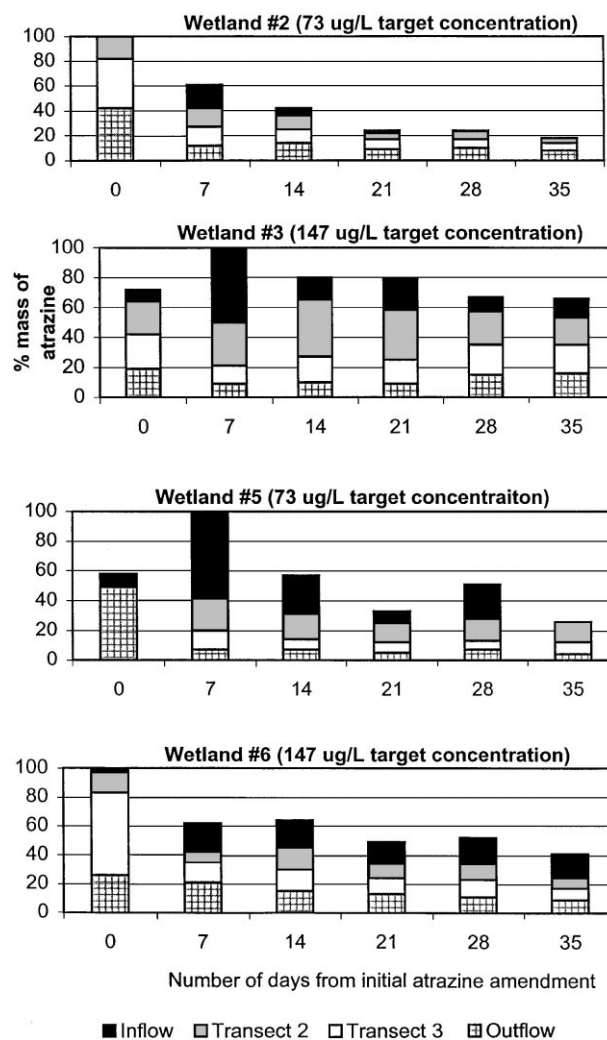 Wetland #2 (73 ug/L target concentration)
100
80
60
40
20
0
0 7 14 21 28 35
Wetland #3 (147 ug/L target concentration)
100
80
60
40
20
0
% mass of
atrazine
0 7 14 21 28 35
Wetland #5 (73 ug/L target concentraiton)
100
80
60
40
20
0
0 7 14 21 28 35
Wetland #6 (147 ug/L target concentration)
100
80
60
40
20
0
0 7 14 21 28 35
Number of days from initial atrazine amendment
Inflow Transect 2 Transect 3 Outflow